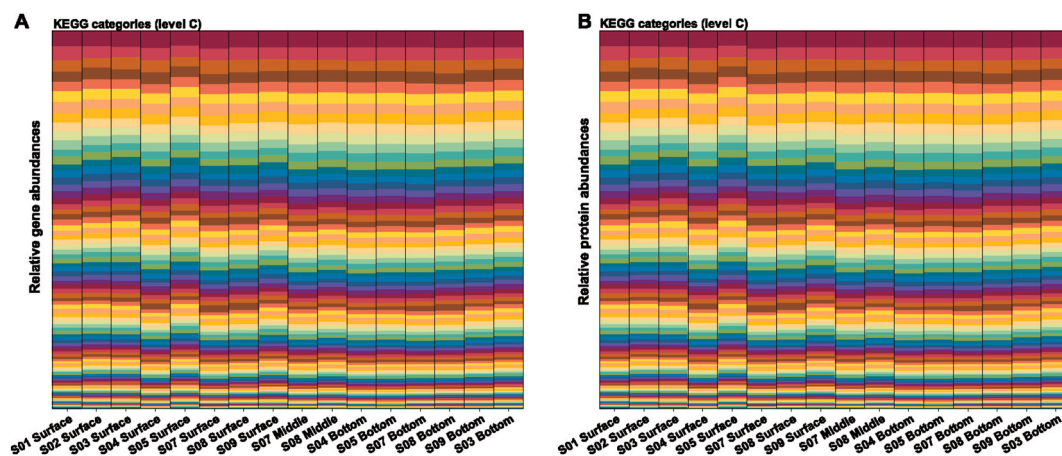 A
KEGG categories (level C)
Relative gene abundances
S01 Surface
S02 Surface
S03 Surface
S04 Surface
S05 Surface
S07 Surface
S08 Surface
S09 Surface
S07 Middle
S08 Middle
S04 Bottom
S05 Bottom
S07 Bottom
S08 Bottom
S09 Bottom
S03 Bottom
B
KEGG categories (level C)
Relative protein abundances
S01 Surface
S02 Surface
S03 Surface
S04 Surface
S05 Surface
S07 Surface
S08 Surface
S09 Surface
S07 Middle
S08 Middle
S04 Bottom
S05 Bottom
S07 Bottom
S08 Bottom
S09 Bottom
S03 Bottom